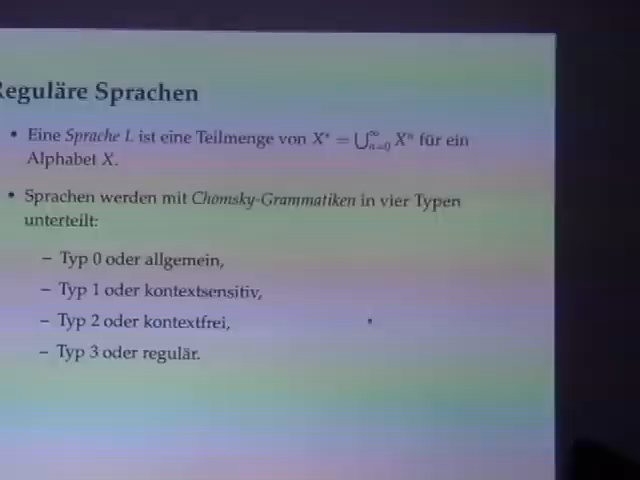 Reguläre Sprachen
• Eine Sprache L ist eine Teilmenge von X* = ⋃∞n=0 Xⁿ für ein
Alphabet X.
• Sprachen werden mit Chomsky-Grammatiken in vier Typen
unterteilt:
– Typ 0 oder allgemein,
– Typ 1 oder kontextsensitiv,
– Typ 2 oder kontextfrei,
– Typ 3 oder regulär.